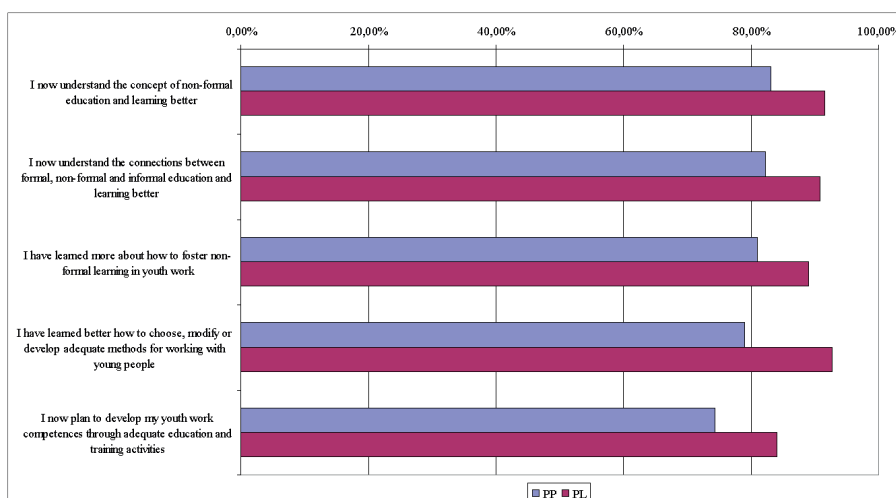 0,00% 20,00% 40,00% 60,00% 80,00% 100,00%
I now understand the concept of non-formal
education and learning better
I now understand the connections between
formal, non-formal and informal education and
learning better
I have learned more about how to foster non-
formal learning in youth work
I have learned better how to choose, modify or
develop adequate methods for working with
young people
I now plan to develop my youth work
competences through adequate education and
training activities
PP PL